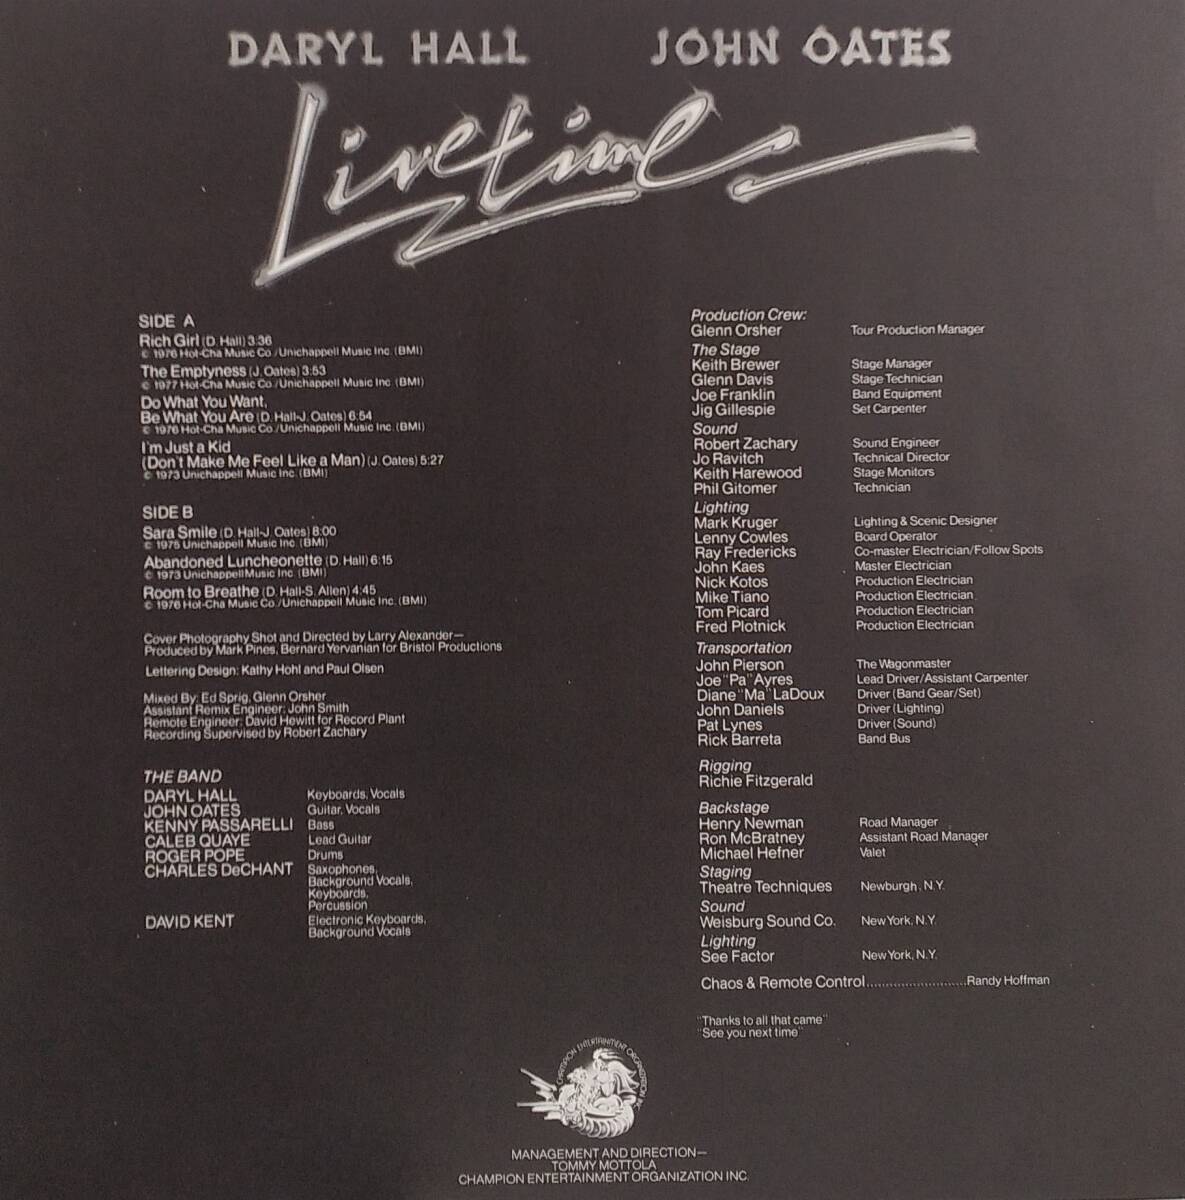 DARYL HALL JOHN OATES
Livetime
SIDE A
Rich Girl (D. Hall) 3:36
© 1976 Hot-Cha Music Co./Unichappell Music Inc. (BMI)
The Emptyness (J. Oates) 3:53
© 1977 Hot-Cha Music Co./Unichappell Music Inc. (BMI)
Do What You Want,
Be What You Are (D. Hall-J. Oates) 6:54
© 1976 Hot-Cha Music Co./Unichappell Music Inc. (BMI)
I'm Just a Kid
(Don't Make Me Feel Like a Man) (J. Oates) 5:27
© 1973 Unichappell Music Inc. (BMI)
SIDE B
Sara Smile (D. Hall-J. Oates) 8:00
© 1975 Unichappell Music Inc. (BMI)
Abandoned Luncheonette (D. Hall) 6:15
© 1973 Unichappell Music Inc. (BMI)
Room to Breathe (D. Hall-S. Allen) 4:45
© 1976 Hot-Cha Music Co./Unichappell Music Inc. (BMI)
Cover Photography Shot and Directed by Larry Alexander—
Produced by Mark Pines, Bernard Yervanian for Bristol Productions
Lettering Design: Kathy Hohl and Paul Olsen
Mixed By: Ed Sprig, Glenn Orsher
Assistant Remix Engineer: John Smith
Remote Engineer: David Hewitt for Record Plant
Recording Supervised by Robert Zachary
THE BAND
DARYL HALL Keyboards, Vocals
JOHN OATES Guitar, Vocals
KENNY PASSARELLI Bass
CALEB QUAYE Lead Guitar
ROGER POPE Drums
CHARLES DeCHANT Saxophones,
Background Vocals,
Keyboards,
Percussion
DAVID KENT Electronic Keyboards,
Background Vocals
Production Crew:
Glenn Orsher Tour Production Manager
The Stage
Keith Brewer Stage Manager
Glenn Davis Stage Technician
Joe Franklin Band Equipment
Jig Gillespie Set Carpenter
Sound
Robert Zachary Sound Engineer
Jo Ravitch Technical Director
Keith Harewood Stage Monitors
Phil Gitomer Technician
Lighting
Mark Kruger Lighting & Scenic Designer
Lenny Cowles Board Operator
Ray Fredericks Co-master Electrician/Follow Spots
John Kaes Master Electrician
Nick Kotos Production Electrician
Mike Tiano Production Electrician
Tom Picard Production Electrician
Fred Plotnick Production Electrician
Transportation
John Pierson The Wagonmaster
Joe "Pa" Ayres Lead Driver/Assistant Carpenter
Diane "Ma" LaDoux Driver (Band Gear/Set)
John Daniels Driver (Lighting)
Pat Lynes Driver (Sound)
Rick Barreta Band Bus
Rigging
Richie Fitzgerald
Backstage
Henry Newman Road Manager
Ron McBratney Assistant Road Manager
Michael Hefner Valet
Staging
Theatre Techniques Newburgh, N.Y.
Sound
Weisburg Sound Co. New York, N.Y.
Lighting
See Factor New York, N.Y.
Chaos & Remote Control.........................Randy Hoffman
"Thanks to all that came"
"See you next time"
CHAMPION ENTERTAINMENT ORGANIZATION INC.
MANAGEMENT AND DIRECTION—
TOMMY MOTTOLA
CHAMPION ENTERTAINMENT ORGANIZATION INC.